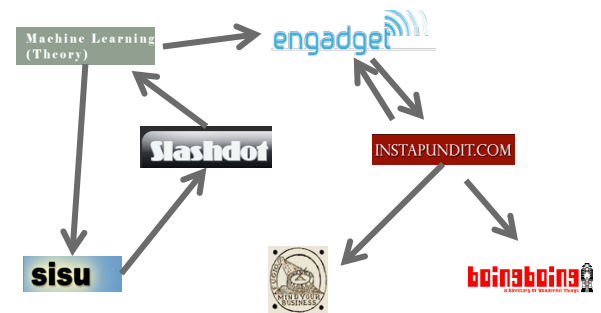 Machine Learning
(Theory)
engadget
Slashdot
INSTAPUNDIT.COM
sisu
MIND YOUR
BUSINESS
boingboing
A Directory Of Wonderful Things